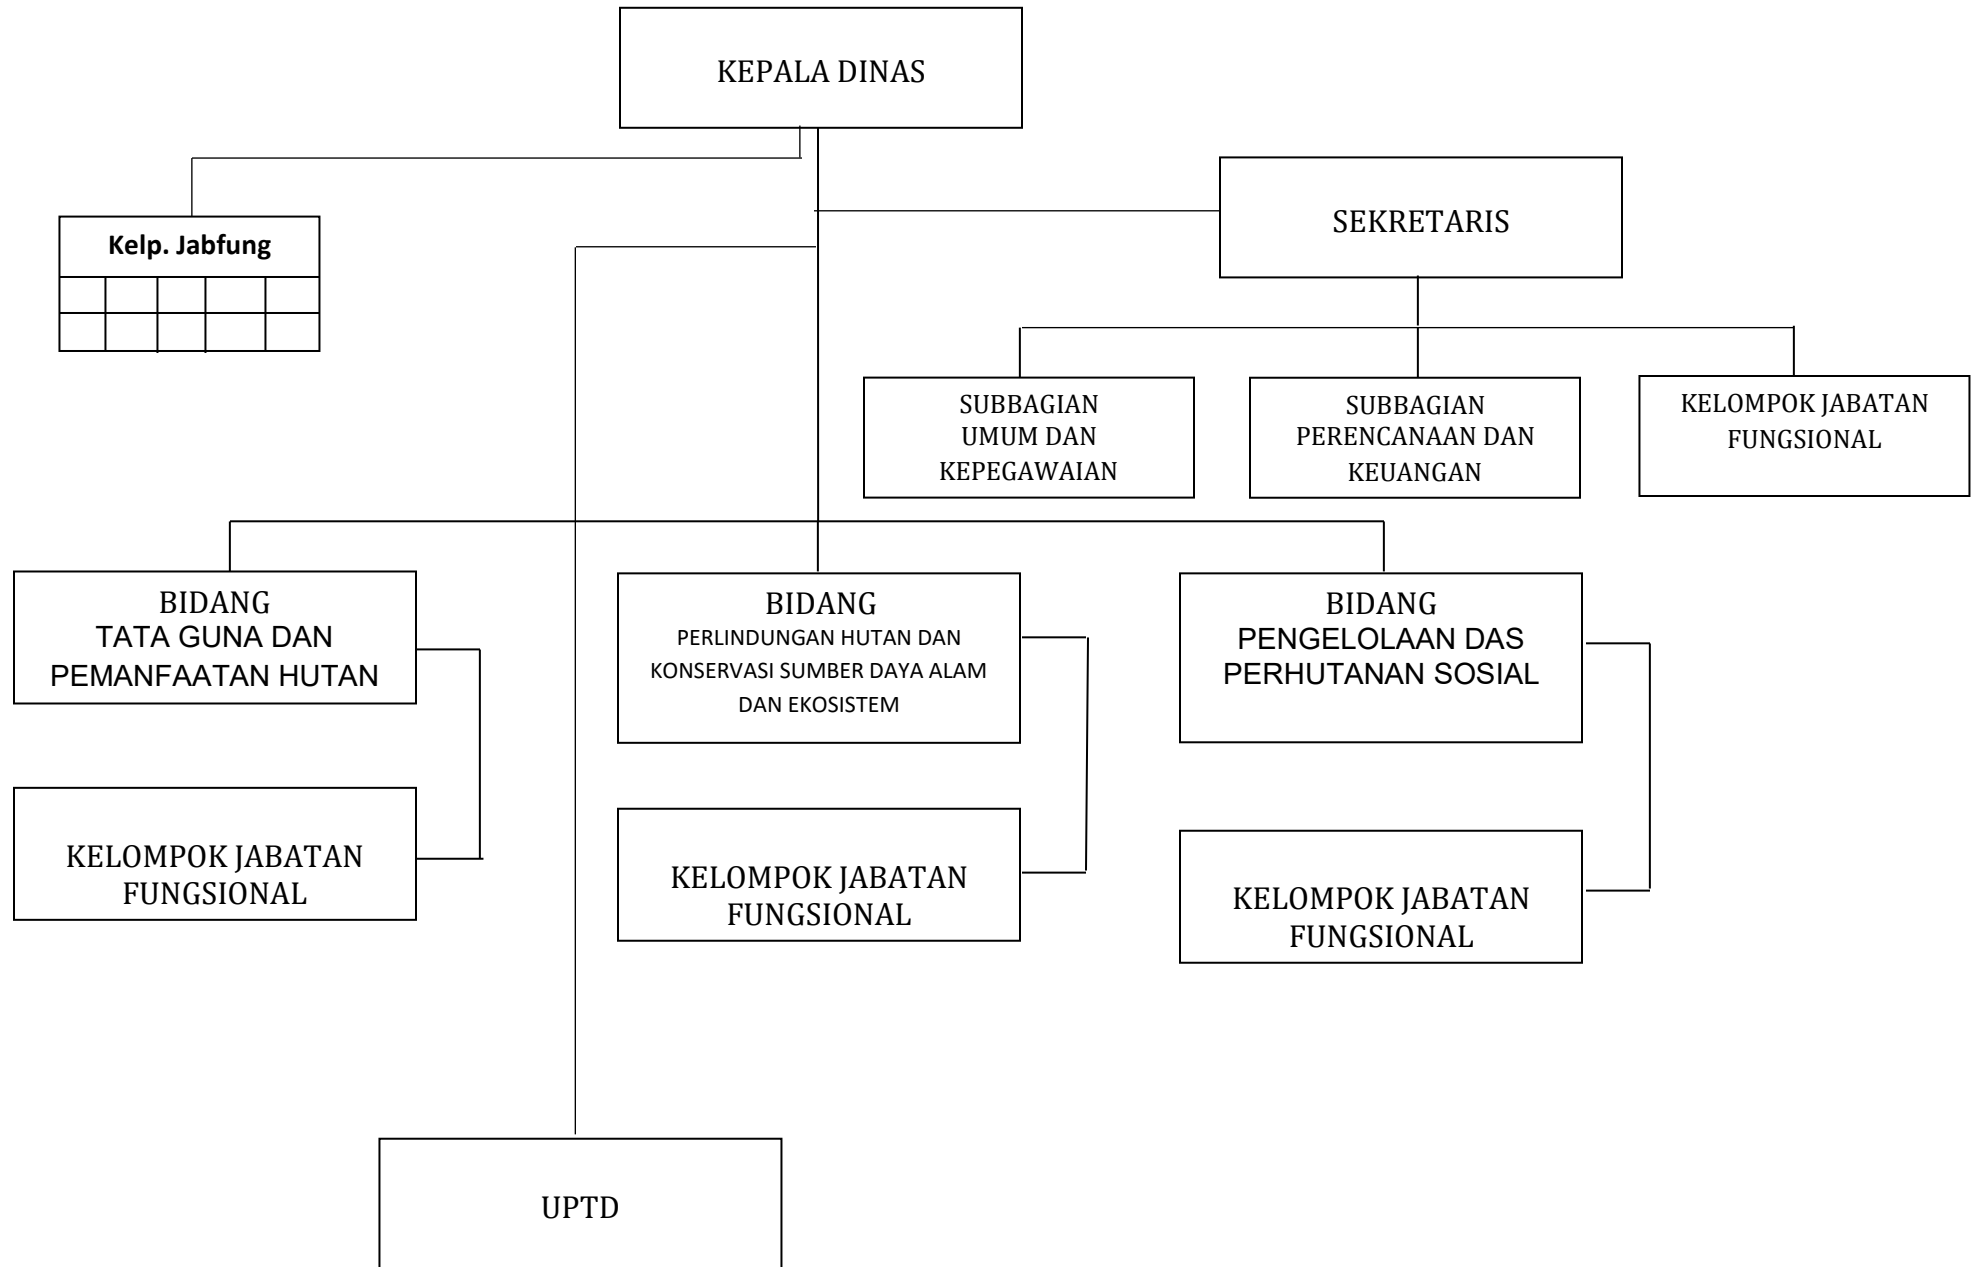 KEPALA DINAS
SEKRETARIS
Kelp. Jabfung
SUBBAGIAN
UMUM DAN
KEPEGAWAIAN
SUBBAGIAN
PERENCANAAN DAN
KEUANGAN
KELOMPOK JABATAN
FUNGSIONAL
BIDANG
TATA GUNA DAN
PEMANFAATAN HUTAN
BIDANG
PERLINDUNGAN HUTAN DAN
KONSERVASI SUMBER DAYA ALAM
DAN EKOSISTEM
BIDANG
PENGELOLAAN DAS
PERHUTANAN SOSIAL
KELOMPOK JABATAN
FUNGSIONAL
KELOMPOK JABATAN
FUNGSIONAL
KELOMPOK JABATAN
FUNGSIONAL
UPTD